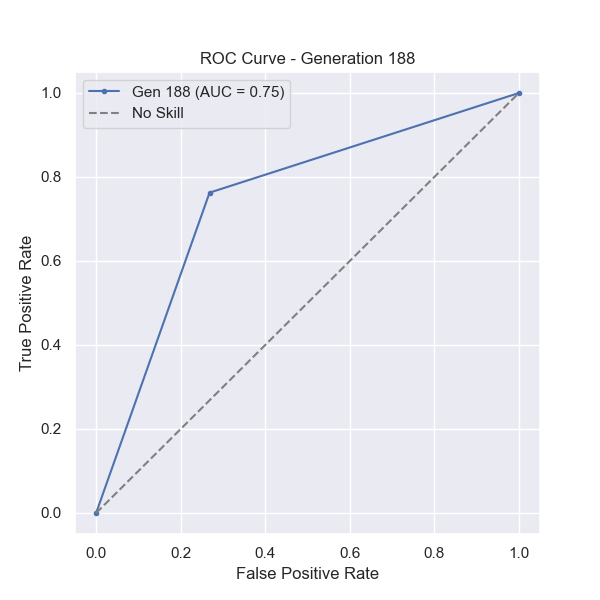 ROC Curve - Generation 188
Gen 188 (AUC = 0.75)
No Skill
True Positive Rate
1.0
0.8
0.6
0.4
0.2
0.0
0.0 0.2 0.4 0.6 0.8 1.0
False Positive Rate